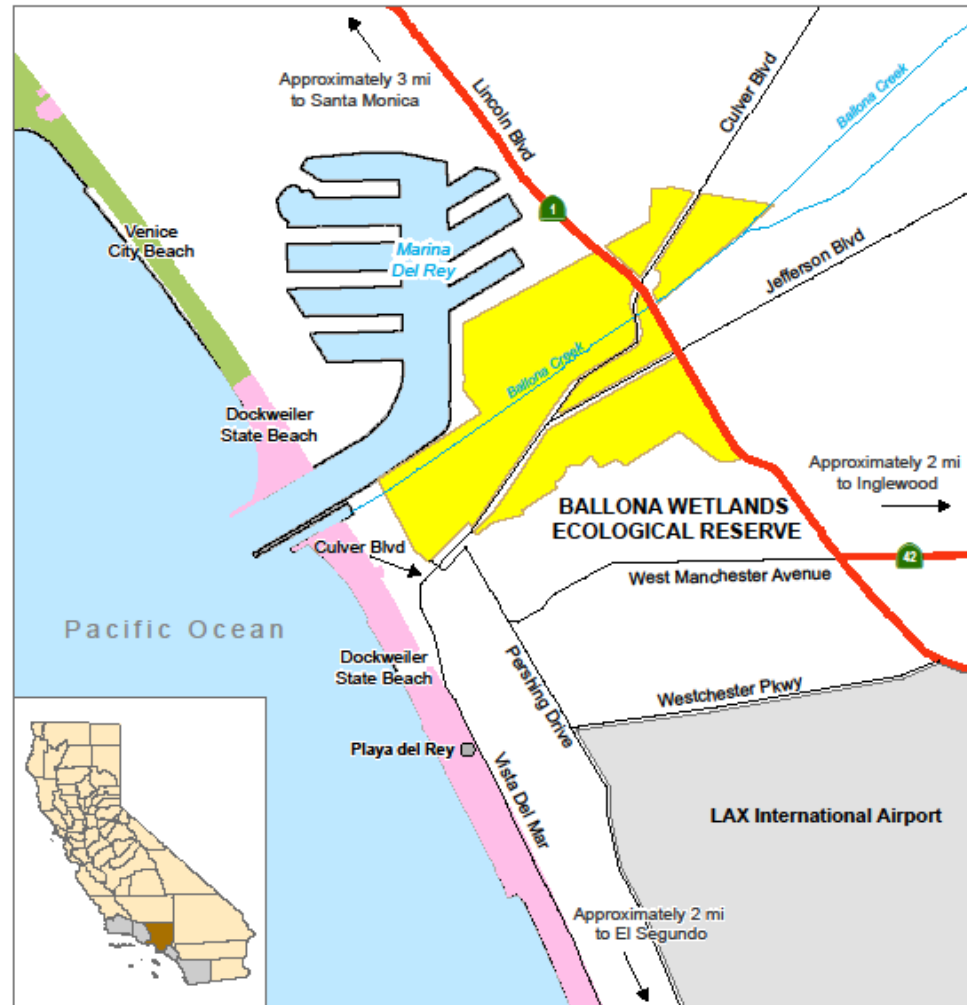 Approximately 3 mi
to Santa Monica
Lincoln Blvd
Culver Blvd
Ballona Creek
1
Venice
City Beach
Marina
Del Rey
Jefferson Blvd
Ballona Creek
Dockweiler
State Beach
Approximately 2 mi
to Inglewood
BALLONA WETLANDS
ECOLOGICAL RESERVE
Culver Blvd
42
West Manchester Avenue
Pacific Ocean
Dockweiler
State Beach
Pershing Drive
Westchester Pkwy
Playa del Rey
Vista Del Mar
LAX International Airport
Approximately 2 mi
to El Segundo